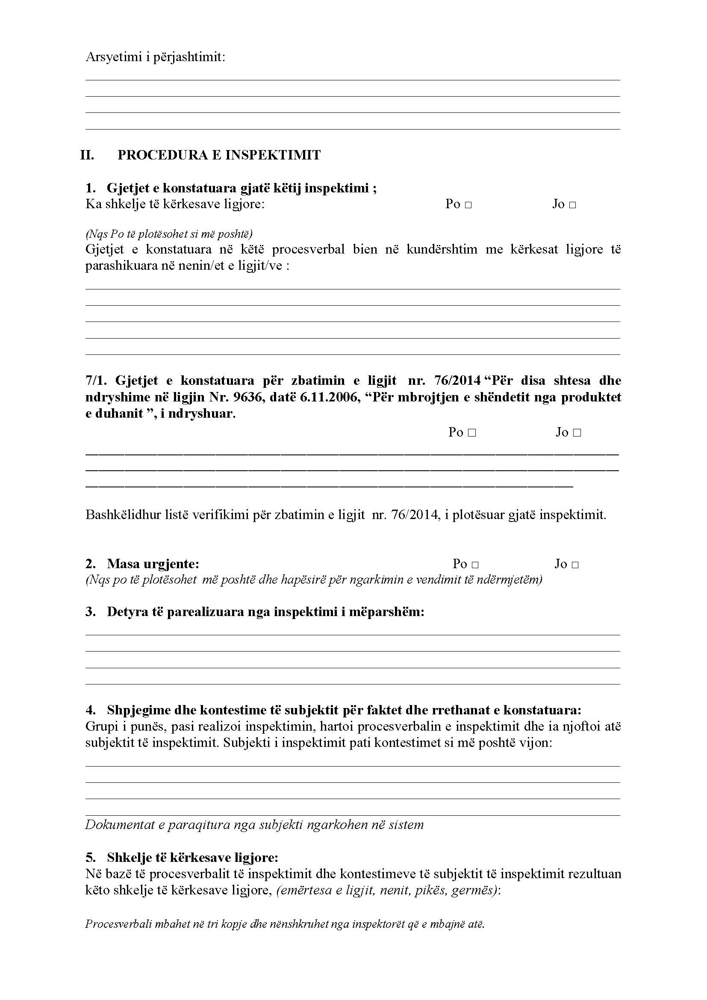 Arsyetimi i përjashtimit:
II. PROCEDURA E INSPEKTIMIT
1. Gjetjet e konstatuara gjatë këtij inspektimi ;
Ka shkelje të kërkesave ligjore: Po □ Jo □
(Nqs Po të plotësohet si më poshtë)
Gjetjet e konstatuara në këtë procesverbal bien në kundërshtim me kërkesat ligjore të
parashikuara në nenin/et e ligjit/ve :
7/1. Gjetjet e konstatuara për zbatimin e ligjit nr. 76/2014 “Për disa shtesa dhe
ndryshime në ligjin Nr. 9636, datë 6.11.2006, “Për mbrojtjen e shëndetit nga produktet
e duhanit ”, i ndryshuar.
Po □ Jo □
Bashkëlidhur listë verifikimi për zbatimin e ligjit nr. 76/2014, i plotësuar gjatë inspektimit.
2. Masa urgjente: Po □ Jo □
(Nqs po të plotësohet më poshtë dhe hapësirë për ngarkimin e vendimit të ndërmjetëm)
3. Detyra të parealizuara nga inspektimi i mëparshëm:
4. Shpjegime dhe kontestime të subjektit për faktet dhe rrethanat e konstatuara:
Grupi i punës, pasi realizoi inspektimin, hartoi procesverbalin e inspektimit dhe ia njoftoi atë
subjektit të inspektimit. Subjekti i inspektimit pati kontestimet si më poshtë vijon:
Dokumentat e paraqitura nga subjekti ngarkohen në sistem
5. Shkelje të kërkesave ligjore:
Në bazë të procesverbalit të inspektimit dhe kontestimeve të subjektit të inspektimit rezultuan
këto shkelje të kërkesave ligjore, (emërtesa e ligjit, nenit, pikës, germës):
Procesverbali mbahet në tri kopje dhe nënshkruhet nga inspektorët që e mbajnë atë.